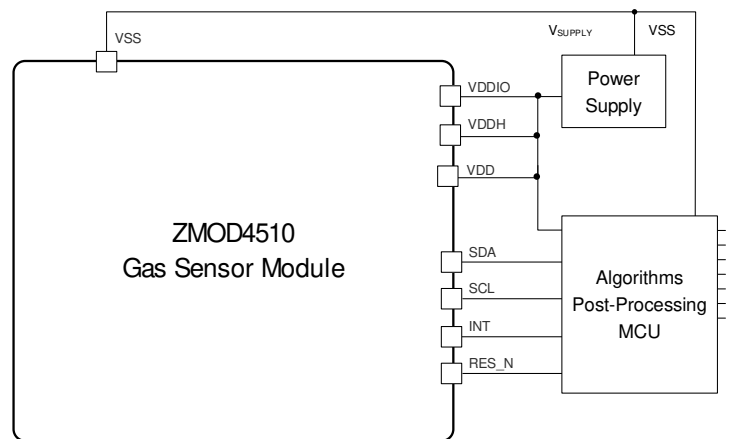 VSS
VSUPPLY
VSS
Power
Supply
VDDIO
VDDH
VDD
ZMOD4510
Gas Sensor Module
SDA
SCL
INT
RES_N
Algorithms
Post-Processing
MCU